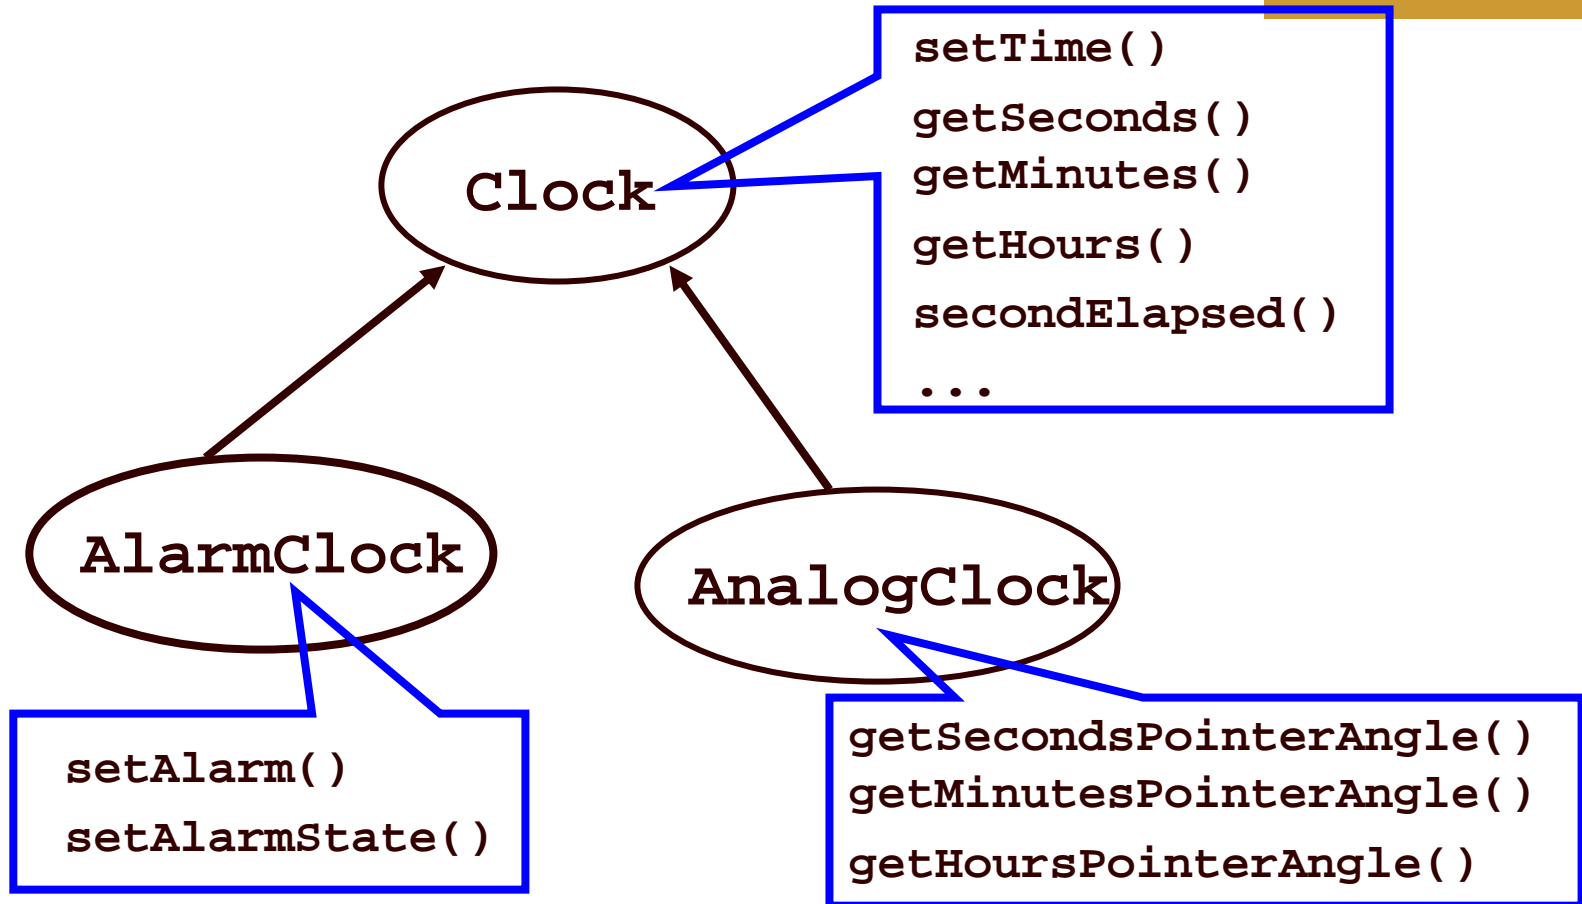 setTime()
getSeconds()
getMinutes()
getHours()
secondElapsed()
...
Clock
AlarmClock
AnalogClock
setAlarm()
setAlarmState()
getSecondsPointerAngle()
getMinutesPointerAngle()
getHoursPointerAngle()